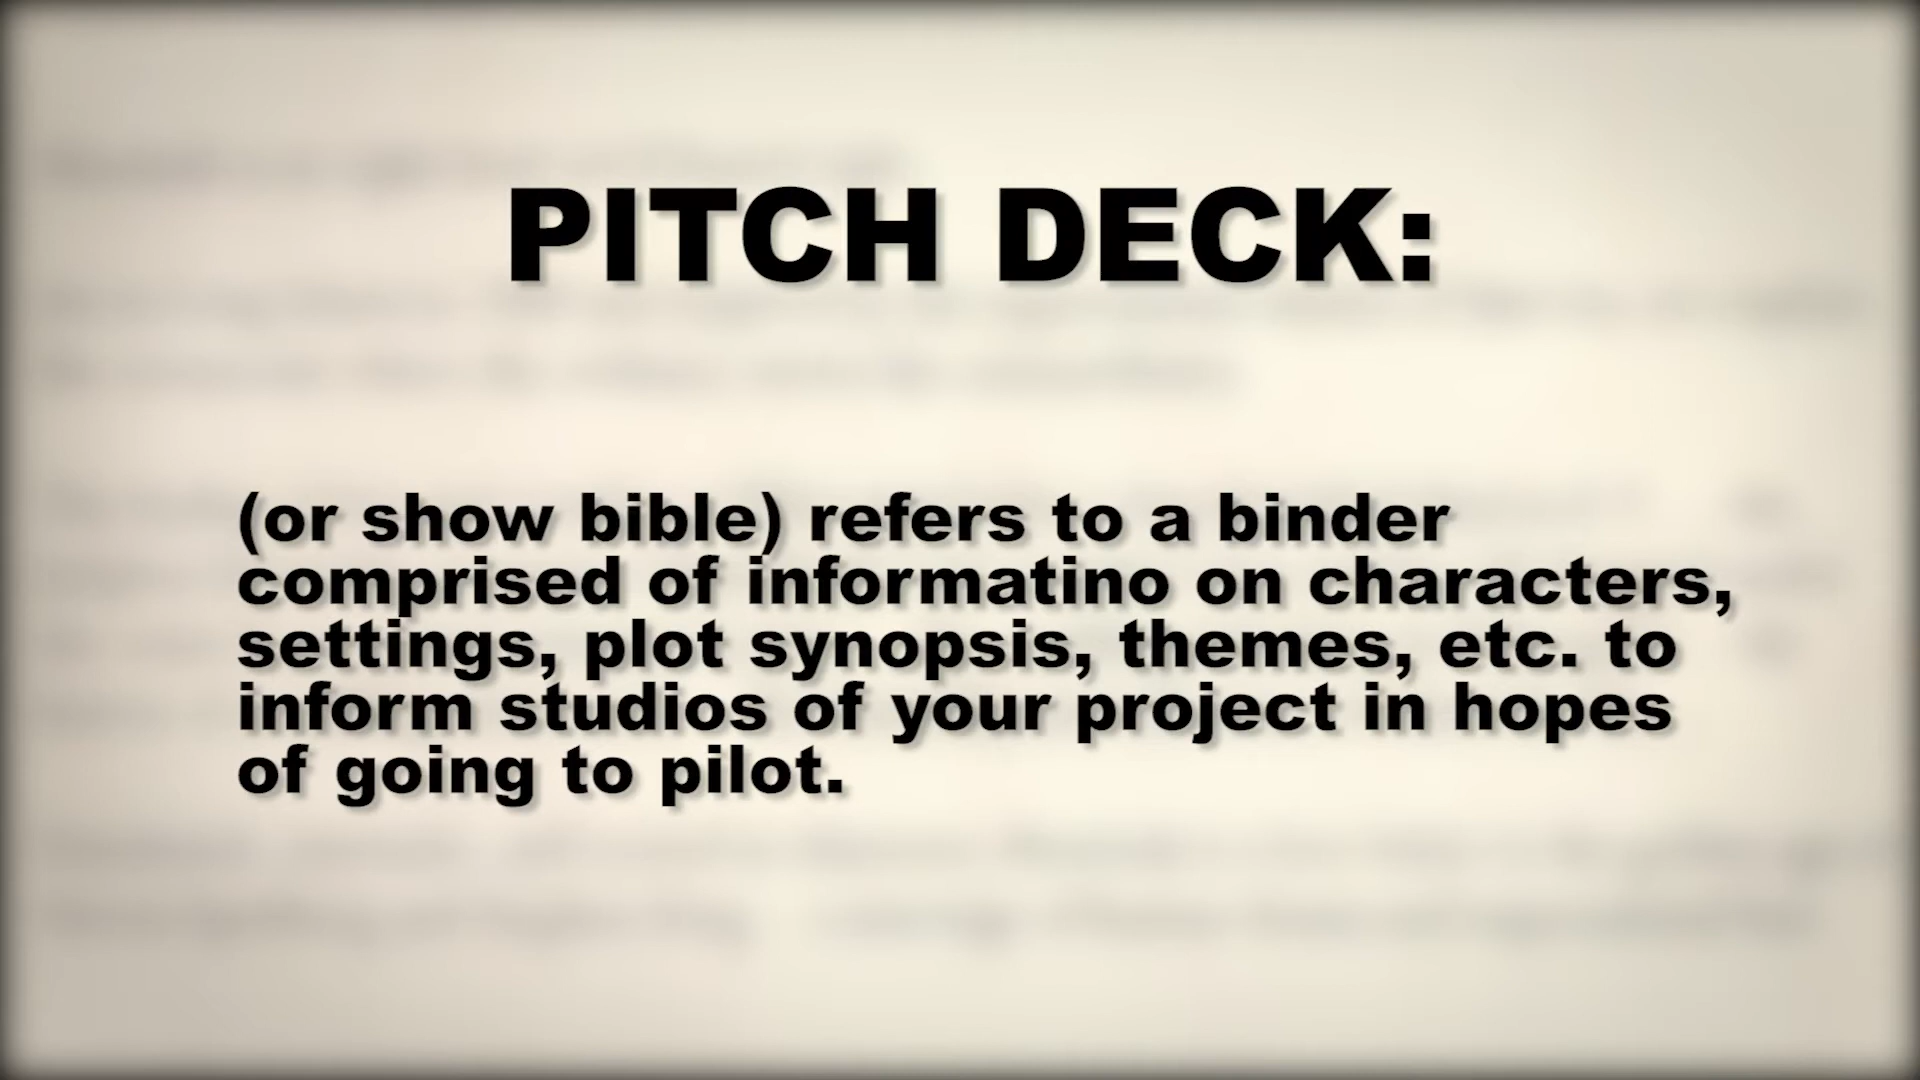 PITCH DECK:
(or show bible) refers to a binder
comprised of informatino on characters,
settings, plot synopsis, themes, etc. to
inform studios of your project in hopes
of going to pilot.